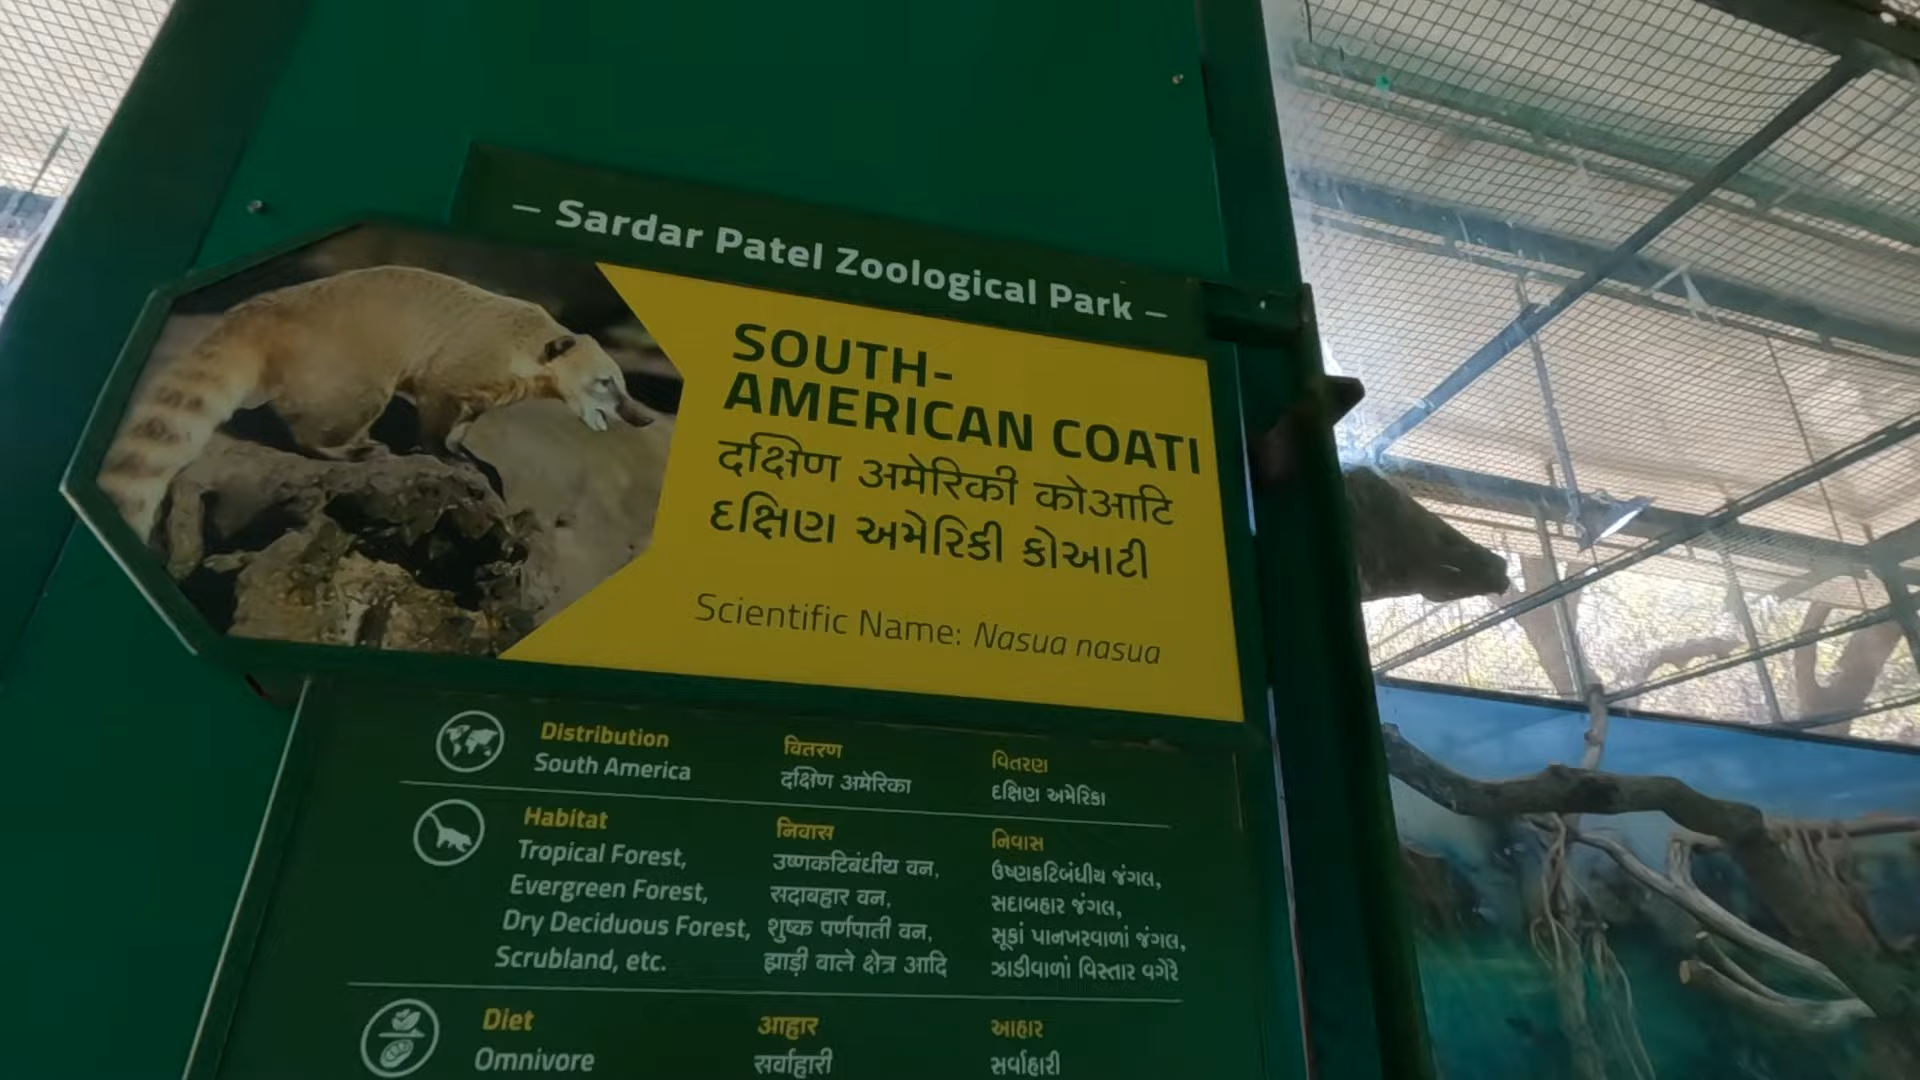 – Sardar Patel Zoological Park –
SOUTH-
AMERICAN COATI
दक्षिण अमेरिकी कोआटि
દક્ષિણ અમેરિકી કોઆટી
Scientific Name: Nasua nasua
Distribution
South America
वितरण
दक्षिण अमेरिका
વિતરણ
દક્ષિણ અમેરિકા
Habitat
Tropical Forest,
Evergreen Forest,
Dry Deciduous Forest,
Scrubland, etc.
निवास
उष्णकटिबंधीय वन,
सदाबहार वन,
शुष्क पर्णपाती वन,
झाड़ी वाले क्षेत्र आदि
નિવાસ
ઉષ્ણકટિબંધીય જંગલ,
સદાબહાર જંગલ,
સૂકાં પાનખરવાળાં જંગલ,
ઝાડીવાળાં વિસ્તાર વગેરે
Diet
Omnivore
आहार
सर्वाहारी
આહાર
સર્વાહારી